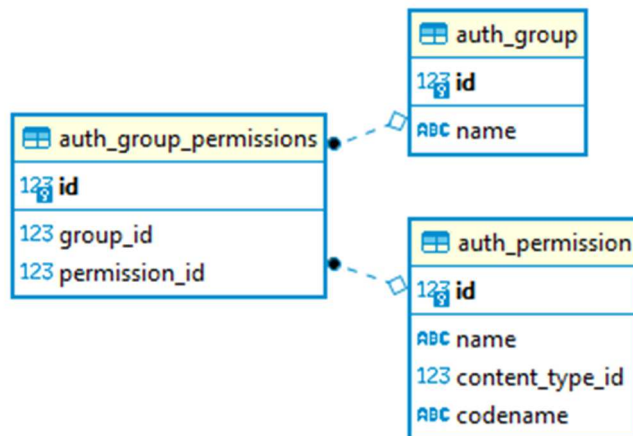 auth_group
123 id
ABC name
auth_group_permissions
123 id
123 group_id
123 permission_id
auth_permission
123 id
ABC name
123 content_type_id
ABC codename